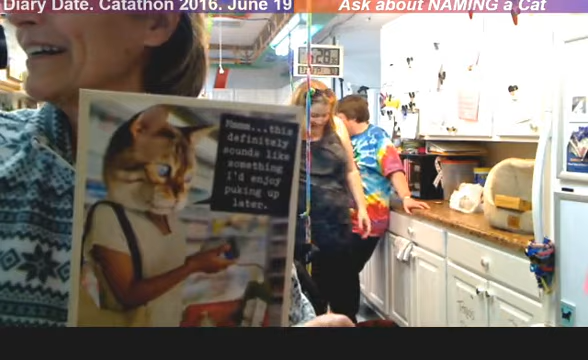 Diary Date. Catathon 2016. June 19
Ask about NAMING a Cat
Mmmm...this
definitely
sounds like
something
i'd enjoy
puking up
later.